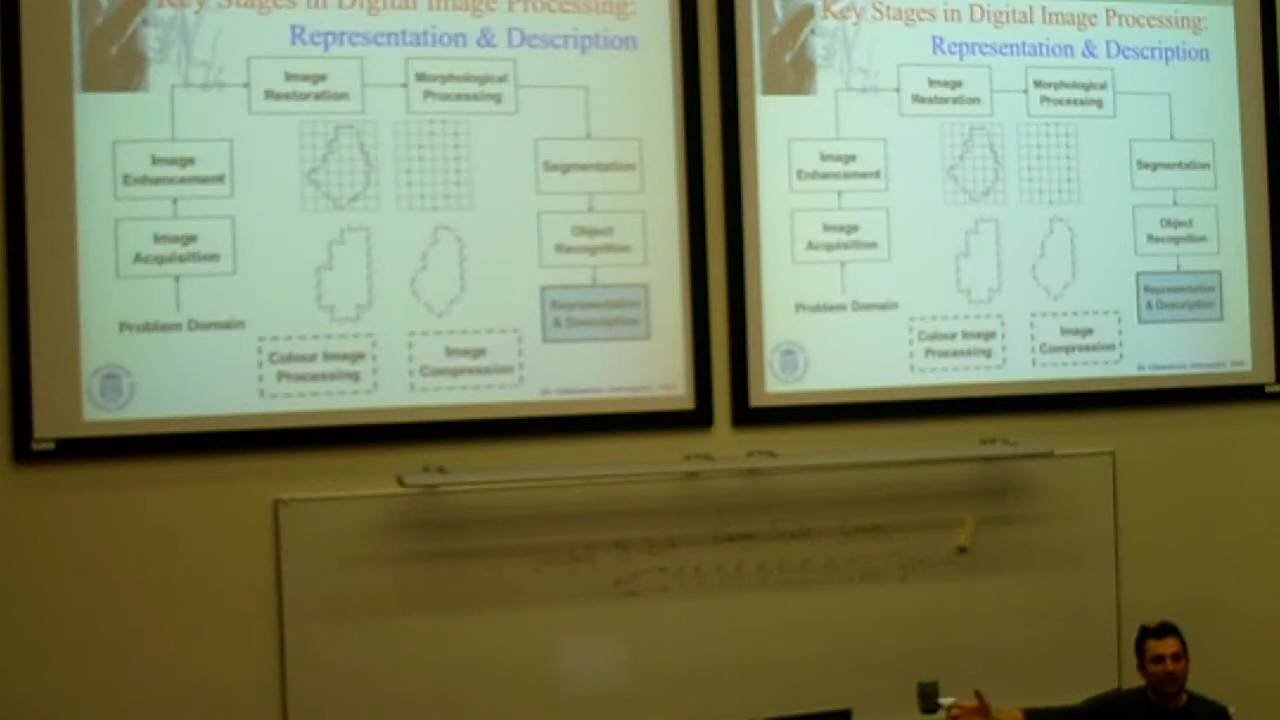 Key Stages in Digital Image Processing:
Representation & Description
Image
Restoration
Morphological
Processing
Image
Enhancement
Segmentation
Image
Acquisition
Object
Recognition
Representation
& Description
Problem Domain
Colour Image
Processing
Image
Compression
Key Stages in Digital Image Processing:
Representation & Description
Image
Restoration
Morphological
Processing
Image
Enhancement
Segmentation
Image
Acquisition
Object
Recognition
Representation
& Description
Problem Domain
Colour Image
Processing
Image
Compression